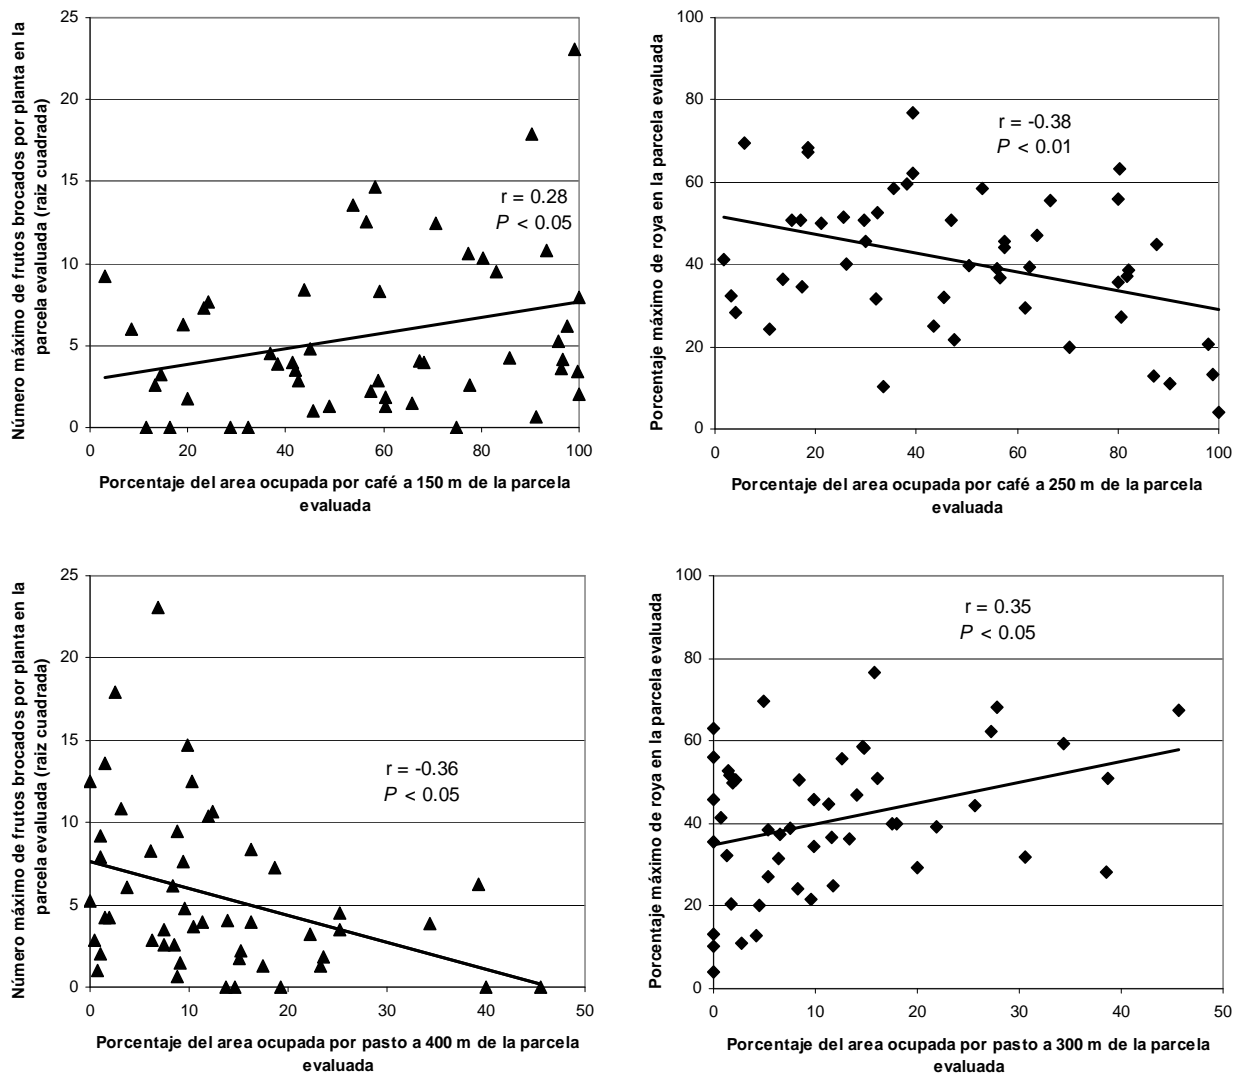 Número máximo de frutos brocados por planta en la
parcela evaluada (raiz cuadrada)
25
20
15
10
5
0
r = 0.28
P < 0.05
0 20 40 60 80 100
Porcentaje del area ocupada por café a 150 m de la parcela
evaluada
Porcentaje máximo de roya en la parcela evaluada
100
80
60
40
20
0
r = -0.38
P < 0.01
0 20 40 60 80 100
Porcentaje del area ocupada por café a 250 m de la parcela
evaluada
Número máximo de frutos brocados por planta en la
parcela evaluada (raiz cuadrada)
25
20
15
10
5
0
r = -0.36
P < 0.05
0 10 20 30 40 50
Porcentaje del area ocupada por pasto a 400 m de la parcela
evaluada
Porcentaje máximo de roya en la parcela evaluada
100
80
60
40
20
0
r = 0.35
P < 0.05
0 10 20 30 40 50
Porcentaje del area ocupada por pasto a 300 m de la parcela
evaluada